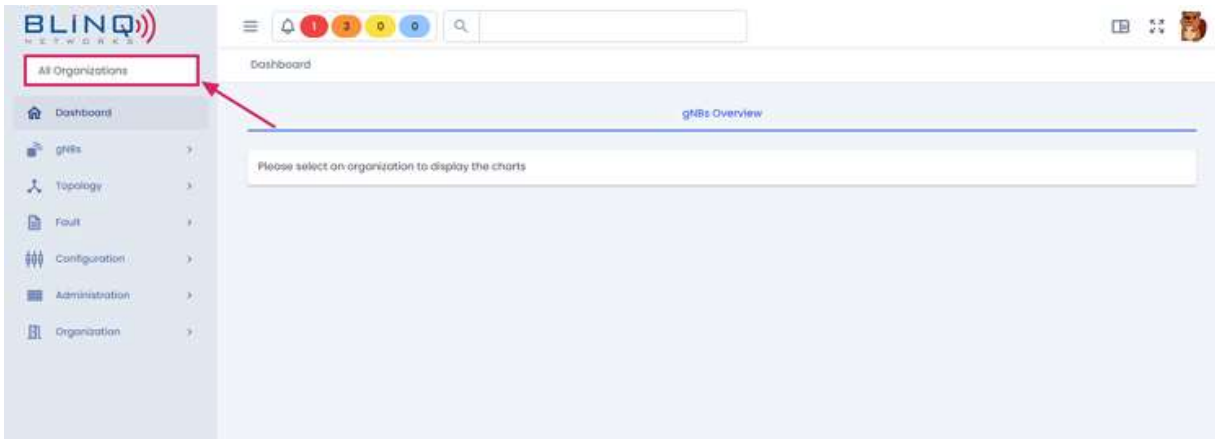 BLiNQ
NETWORKS
1 3 0 0
All Organizations
Dashboard
Dashboard
gNBs Overview
gNBs
Please select an organization to display the charts
Topology
Fault
Configuration
Administration
Organization